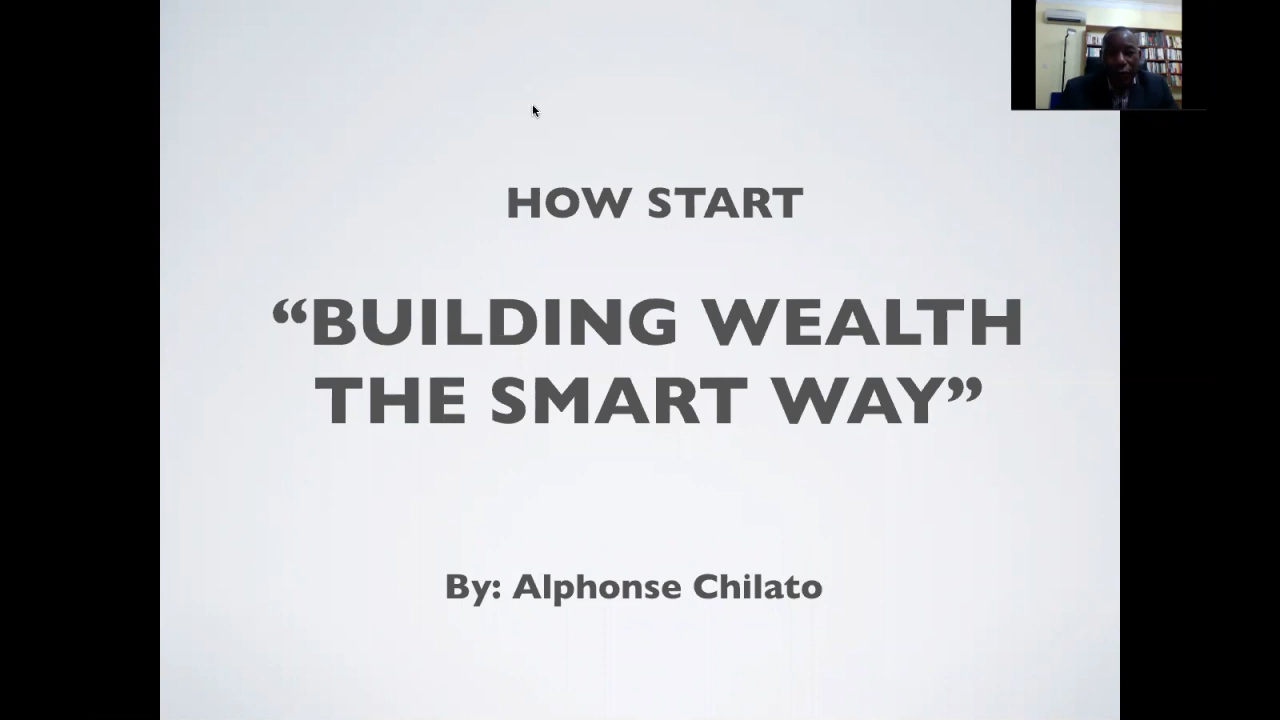 HOW START
“BUILDING WEALTH
THE SMART WAY”
By: Alphonse Chilato